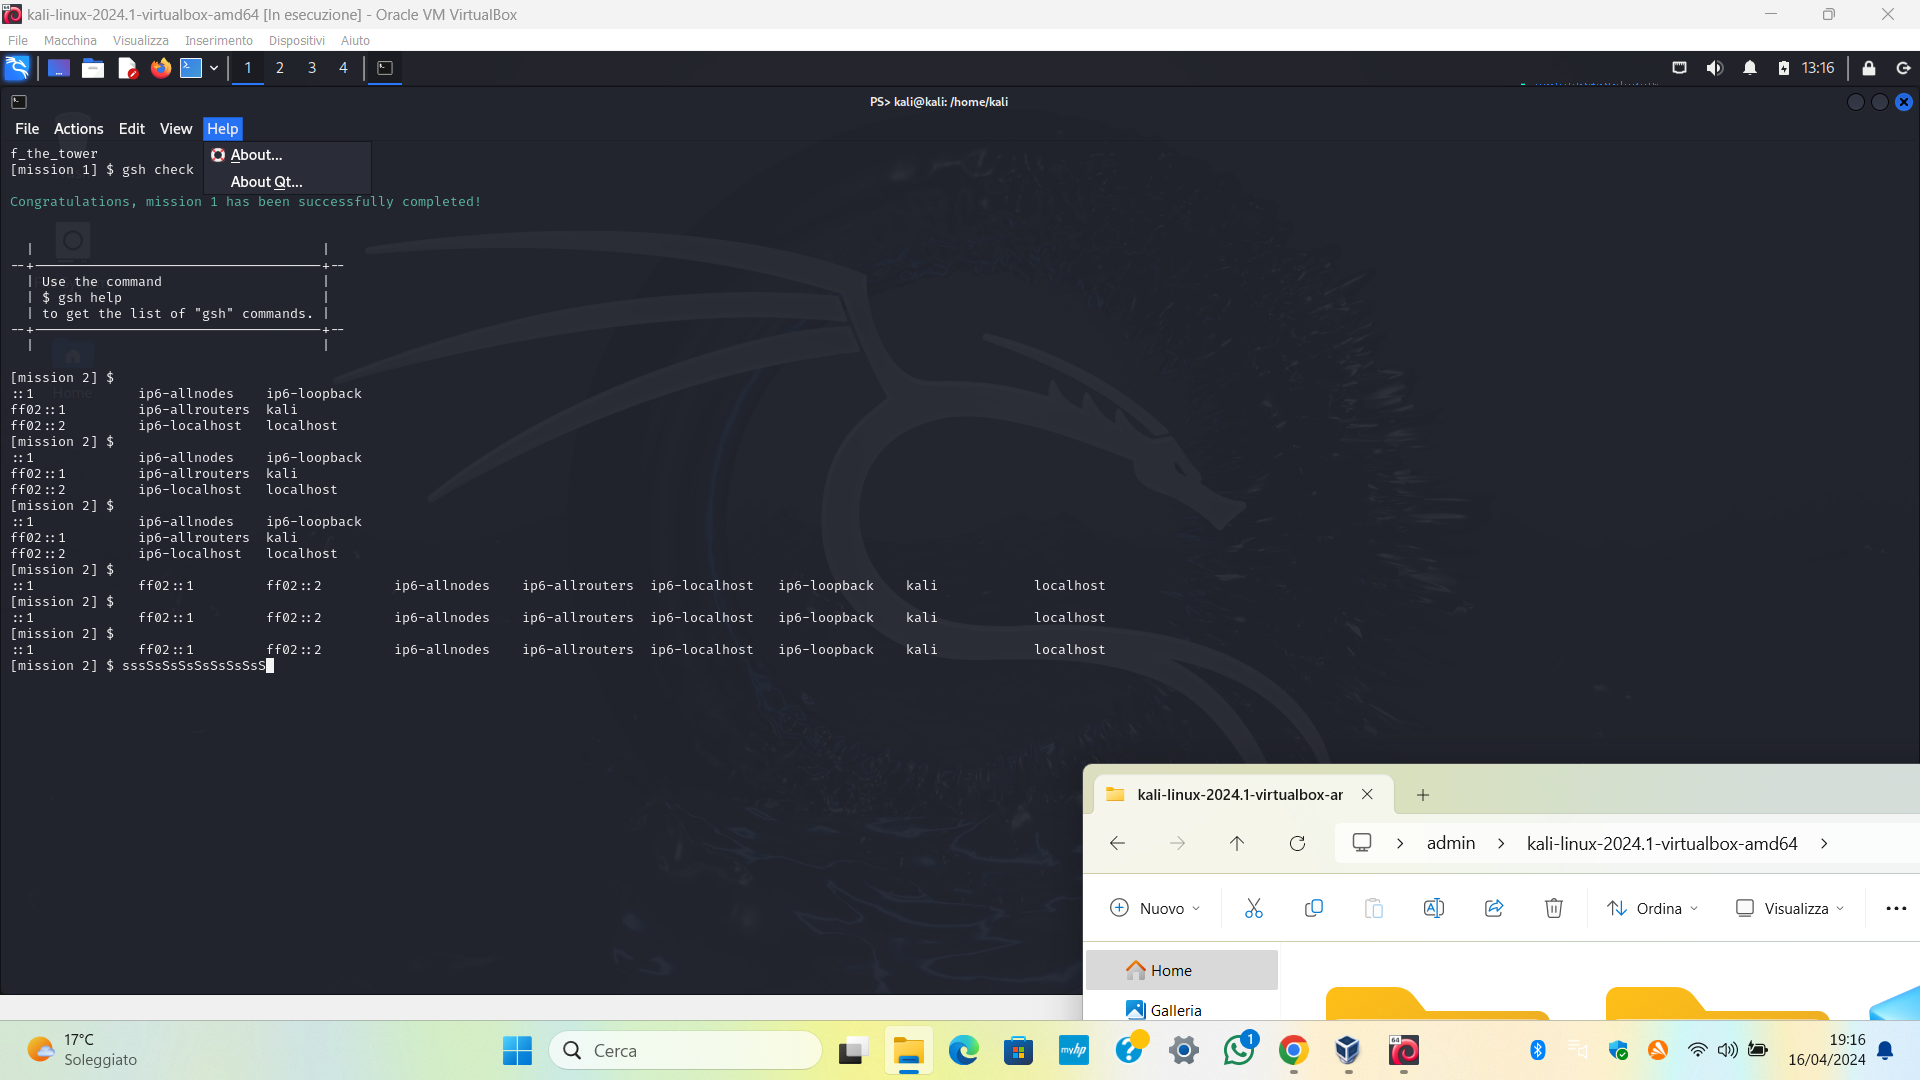 kali-linux-2024.1-virtualbox-amd64 [In esecuzione] - Oracle VM VirtualBox
File Macchina Visualizza Inserimento Dispositivi Aiuto
1 2 3 4 13:16
PS> kali@kali: /home/kali
File Actions Edit View Help
About...
About Qt...
f_the_tower
[mission 1] $ gsh check
Congratulations, mission 1 has been successfully completed!
Use the command
$ gsh help
to get the list of "gsh" commands.
[mission 2] $
::1 ip6-allnodes ip6-loopback
ff02::1 ip6-allrouters kali
ff02::2 ip6-localhost localhost
[mission 2] $
::1 ip6-allnodes ip6-loopback
ff02::1 ip6-allrouters kali
ff02::2 ip6-localhost localhost
[mission 2] $
::1 ip6-allnodes ip6-loopback
ff02::1 ip6-allrouters kali
ff02::2 ip6-localhost localhost
[mission 2] $
::1 ff02::1 ff02::2 ip6-allnodes ip6-allrouters ip6-localhost ip6-loopback kali localhost
[mission 2] $
::1 ff02::1 ff02::2 ip6-allnodes ip6-allrouters ip6-localhost ip6-loopback kali localhost
[mission 2] $
::1 ff02::1 ff02::2 ip6-allnodes ip6-allrouters ip6-localhost ip6-loopback kali localhost
[mission 2] $ sssSsSsSsSsSsSsSsS
Home
kali-linux-2024.1-virtualbox-ar
admin > kali-linux-2024.1-virtualbox-amd64 >
Nuovo Ordina Visualizza
Home
Galleria
17°C
Soleggiato
Cerca
myhp
1
64
19:16
16/04/2024